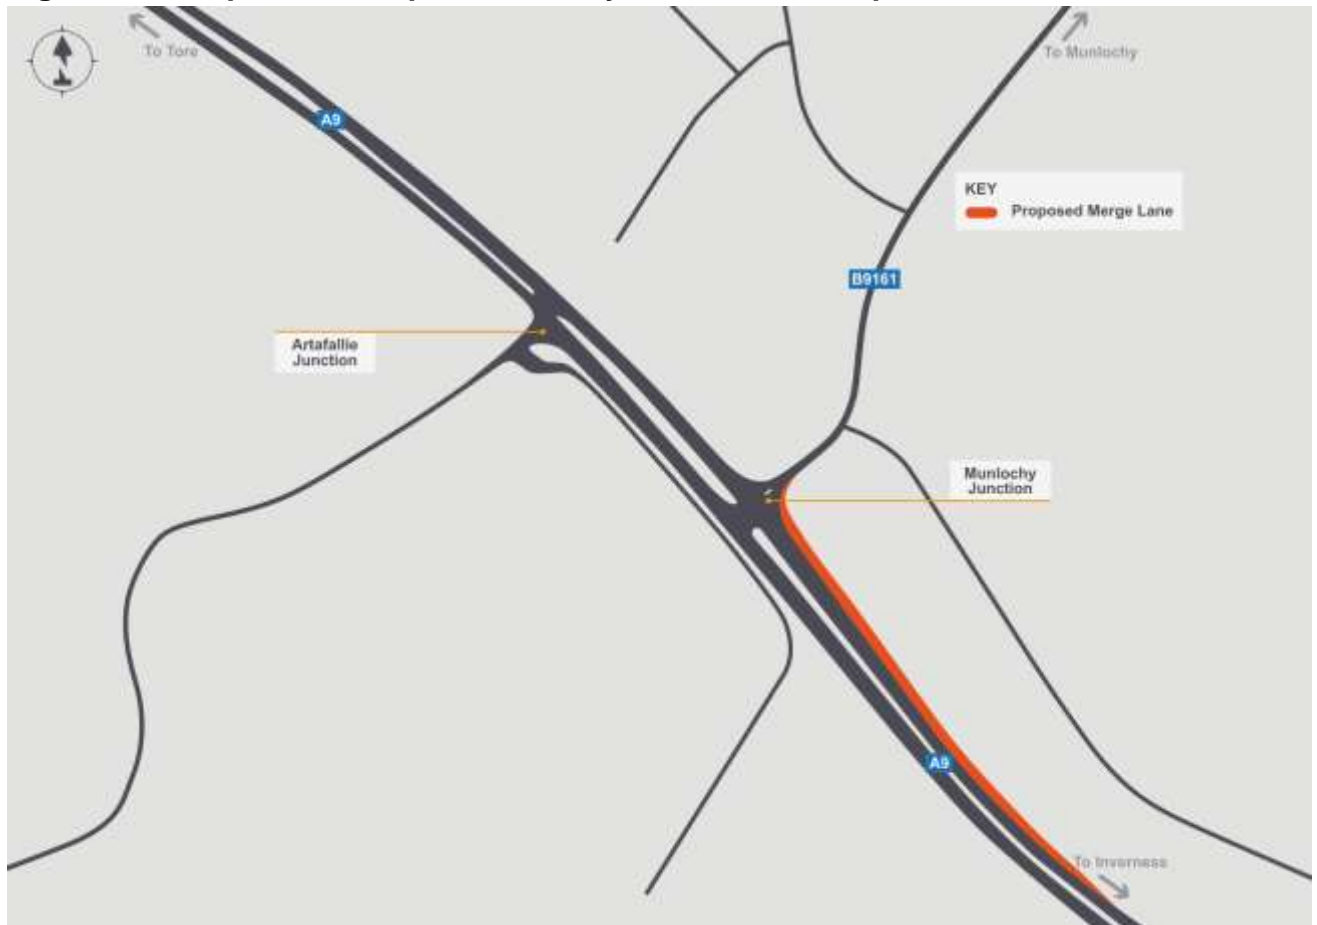 To Tore
To Munlochy
A9
KEY
Proposed Merge Lane
B9161
Artafallie
Junction
Munlochy
Junction
A9
To Inverness